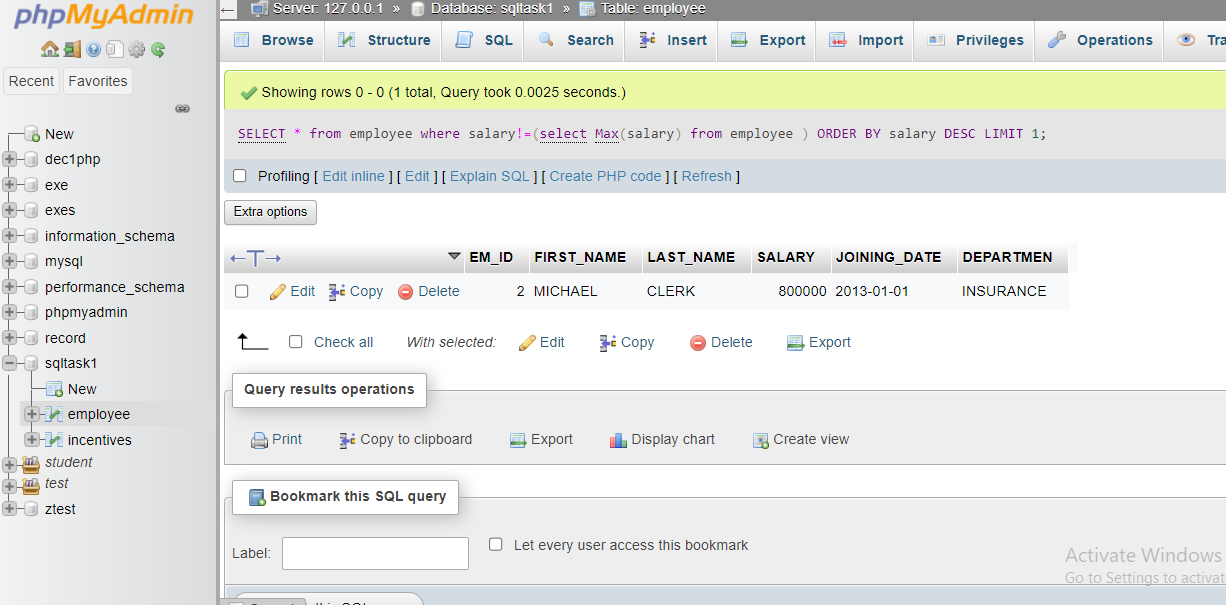 phpMyAdmin
Recent Favorites
New
dec1php
exe
exes
information_schema
mysql
performance_schema
phpmyadmin
record
sqltask1
New
employee
incentives
student
test
ztest
Server: 127.0.0.1 » Database: sqltask1 » Table: employee
Browse Structure SQL Search Insert Export Import Privileges Operations
Showing rows 0 - 0 (1 total, Query took 0.0025 seconds.)
SELECT * from employee where salary!=(select Max(salary) from employee ) ORDER BY salary DESC LIMIT 1;
Profiling [ Edit inline ] [ Edit ] [ Explain SQL ] [ Create PHP code ] [ Refresh ]
Extra options
←T→ EM_ID FIRST_NAME LAST_NAME SALARY JOINING_DATE DEPARTMEN
Edit Copy Delete 2 MICHAEL CLERK 800000 2013-01-01 INSURANCE
Check all With selected: Edit Copy Delete Export
Query results operations
Print Copy to clipboard Export Display chart Create view
Bookmark this SQL query
Label: Let every user access this bookmark
Activate Windows
Go to Settings to activat